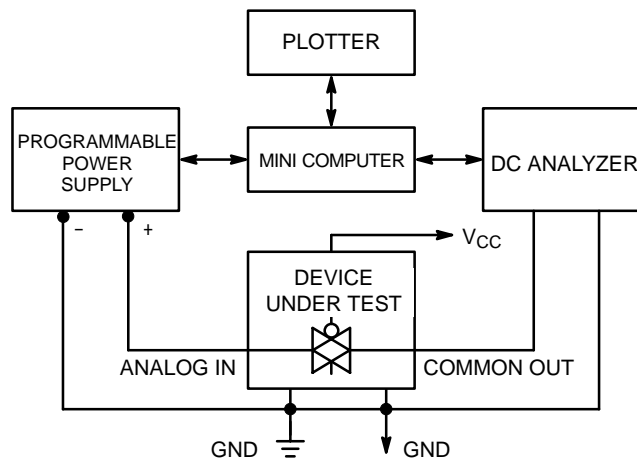 PLOTTER
PROGRAMMABLE
POWER
SUPPLY
MINI COMPUTER
DC ANALYZER
– +
VCC
DEVICE
UNDER TEST
ANALOG IN
COMMON OUT
GND
GND